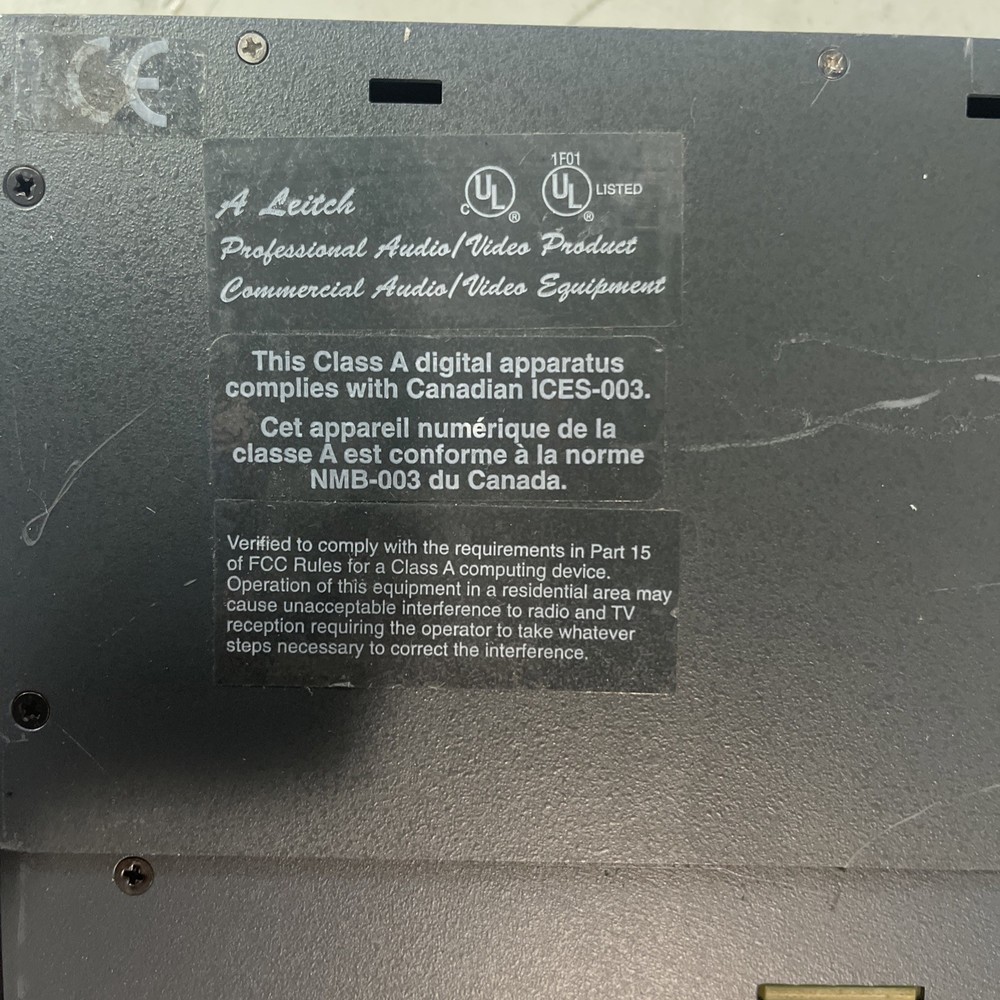 CE
1F01
C UL ® UL ® LISTED
A Leitch
Professional Audio/Video Product
Commercial Audio/Video Equipment
This Class A digital apparatus
complies with Canadian ICES-003.
Cet appareil numérique de la
classe A est conforme à la norme
NMB-003 du Canada.
Verified to comply with the requirements in Part 15
of FCC Rules for a Class A computing device.
Operation of this equipment in a residential area may
cause unacceptable interference to radio and TV
reception requiring the operator to take whatever
steps necessary to correct the interference.